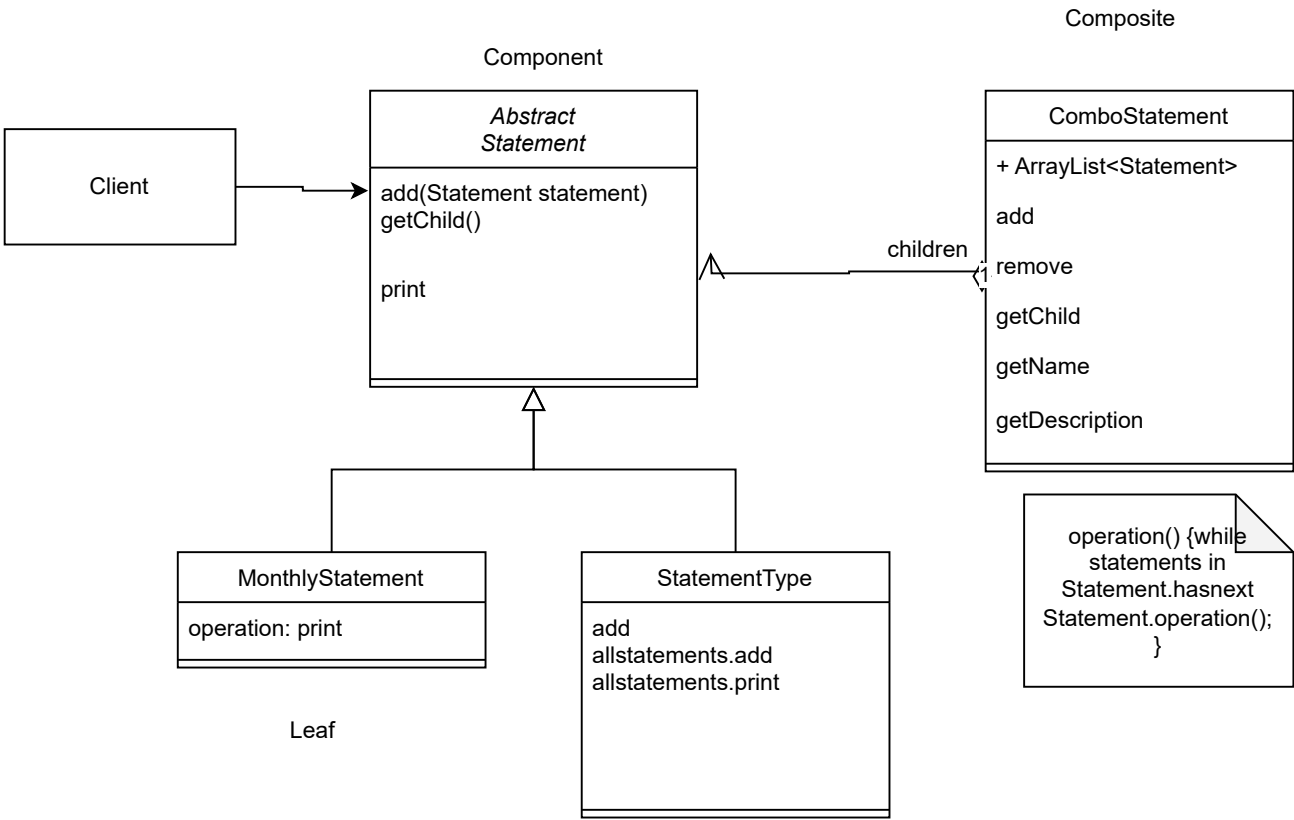 Composite
Component
Abstract
Statement
add(Statement statement)
getChild()
print
Client
ComboStatement
+ ArrayList<Statement>
add
remove
getChild
getName
getDescription
children
1
operation() {while
statements in
Statement.hasnext
Statement.operation();
}
MonthlyStatement
operation: print
Leaf
StatementType
add
allstatements.add
allstatements.print